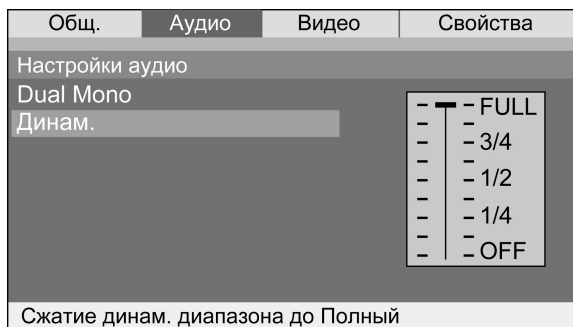 Общ. Аудио Видео Свойства
Настройки аудио
Dual Mono
Динам.
FULL
3/4
1/2
1/4
OFF
Сжатие динам. диапазона до Полный